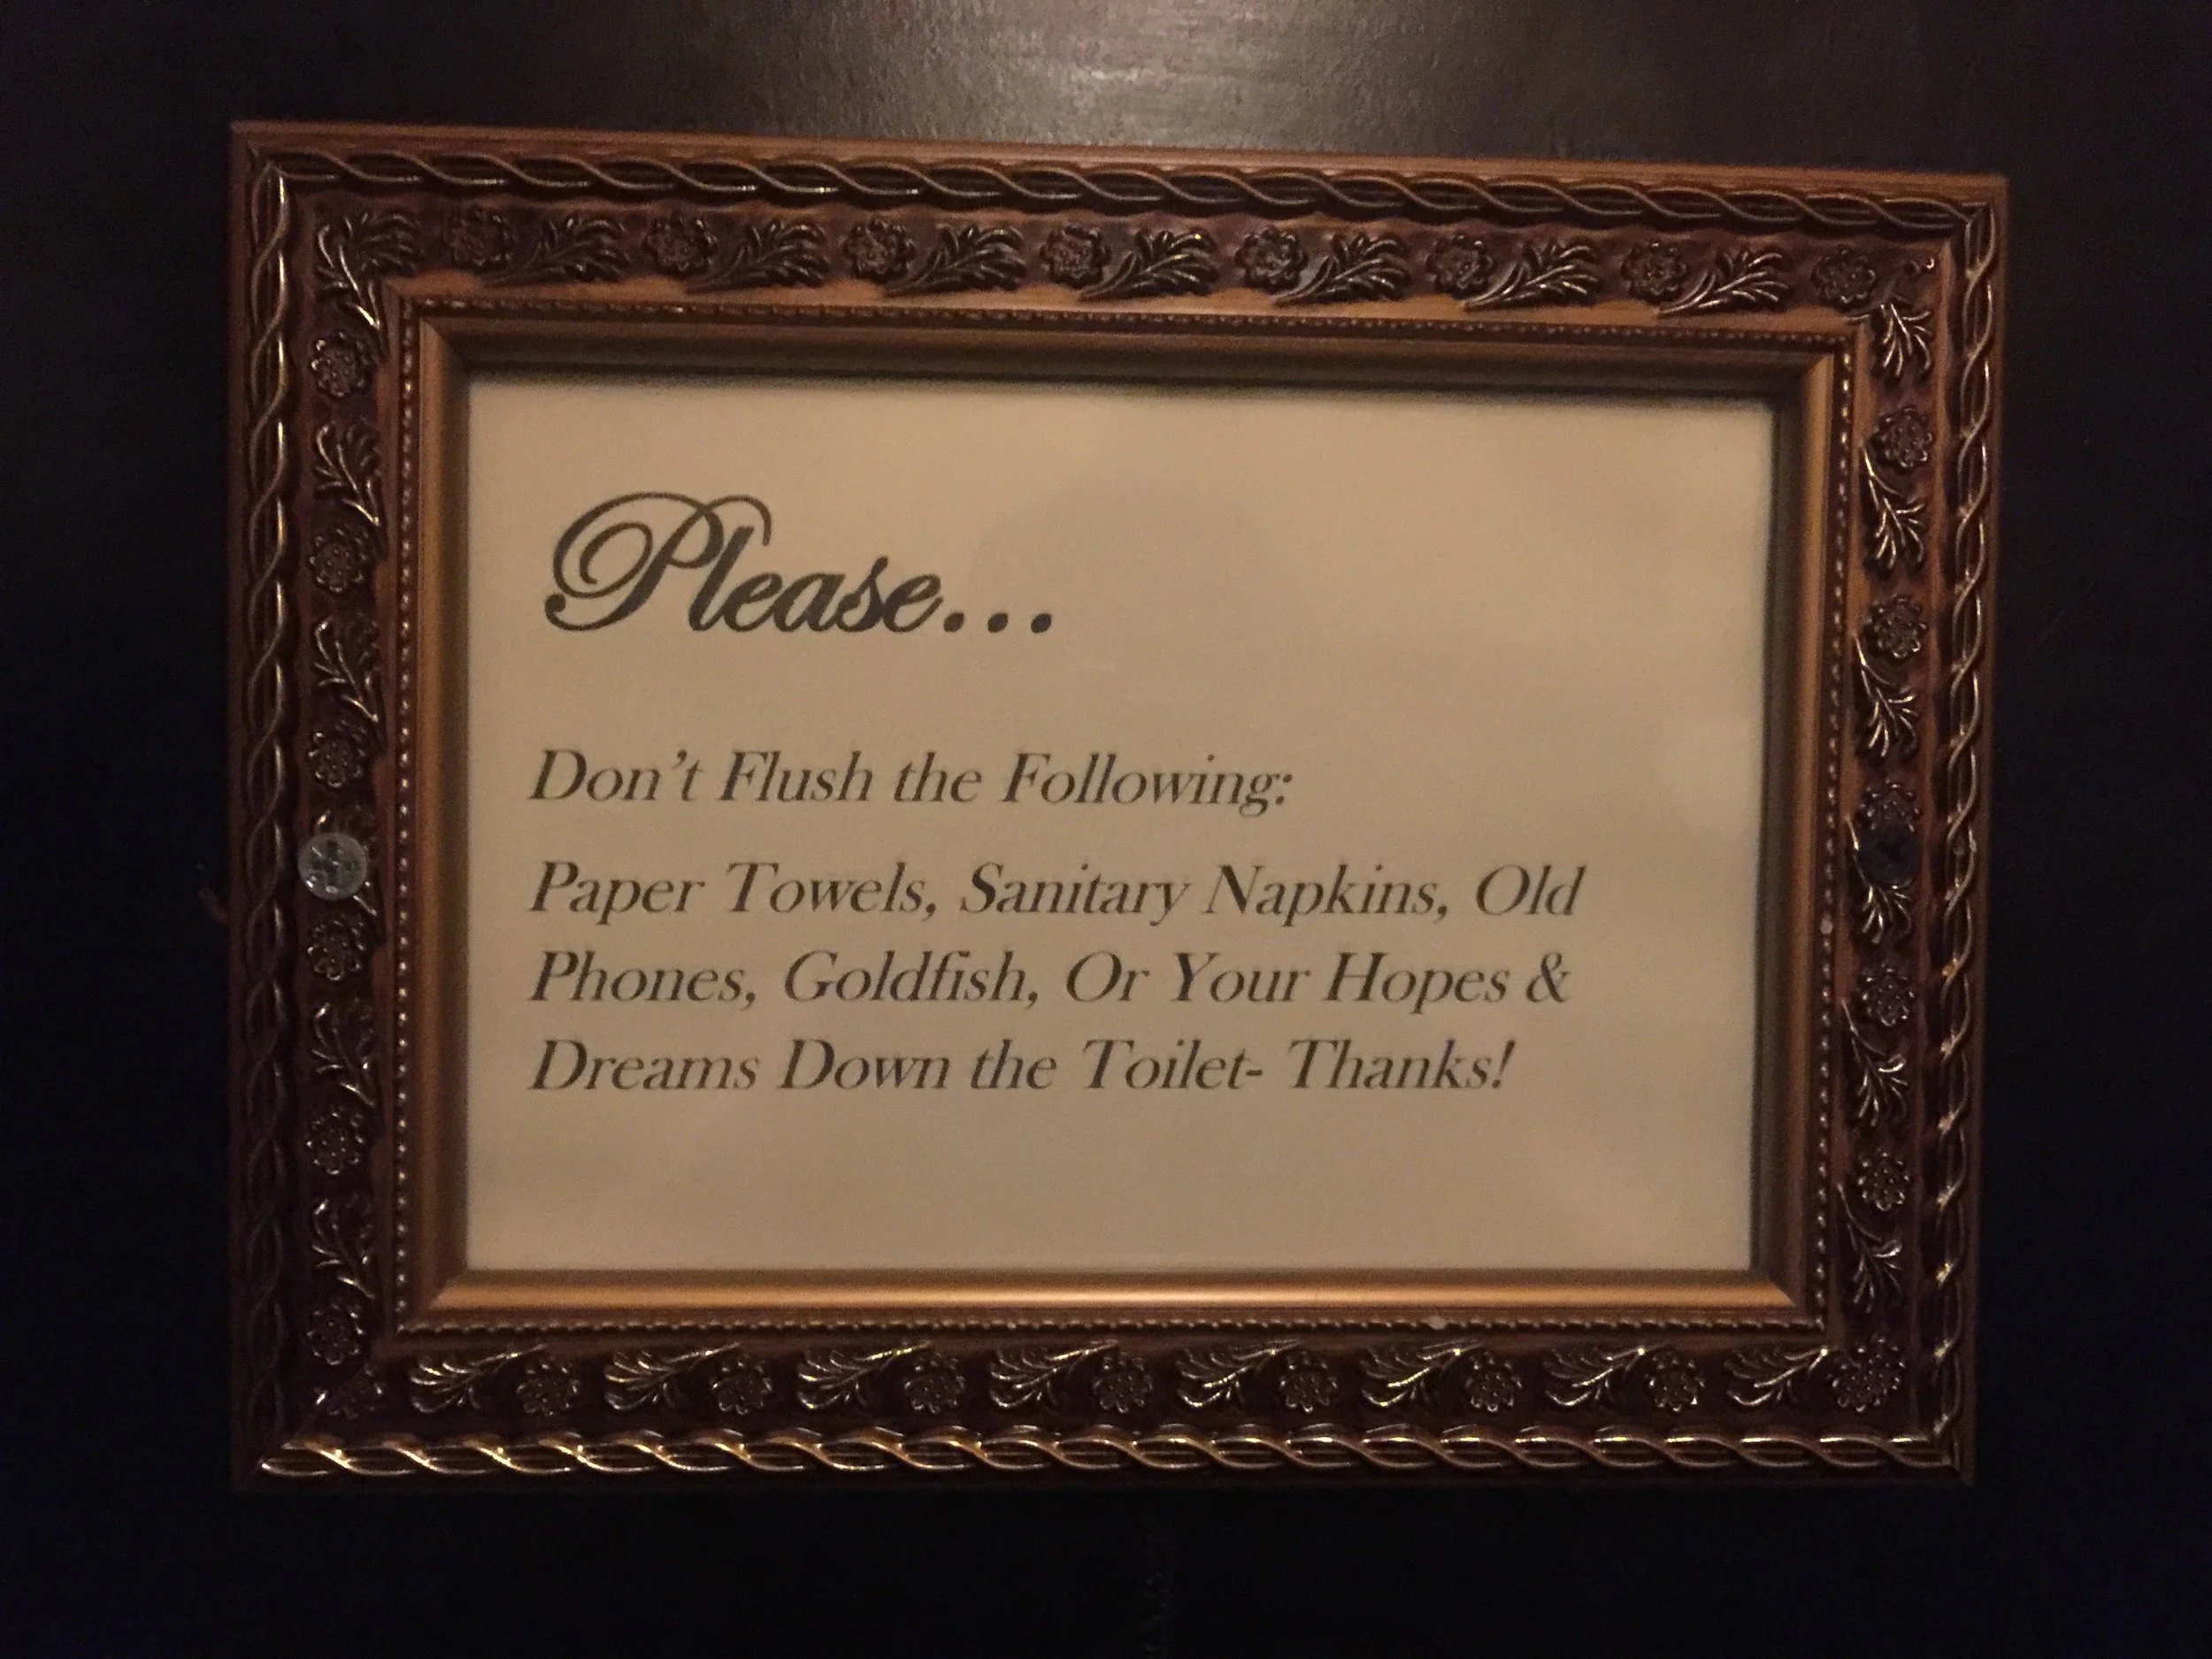 Please...
Don't Flush the Following:
Paper Towels, Sanitary Napkins, Old
Phones, Goldfish, Or Your Hopes &
Dreams Down the Toilet- Thanks!